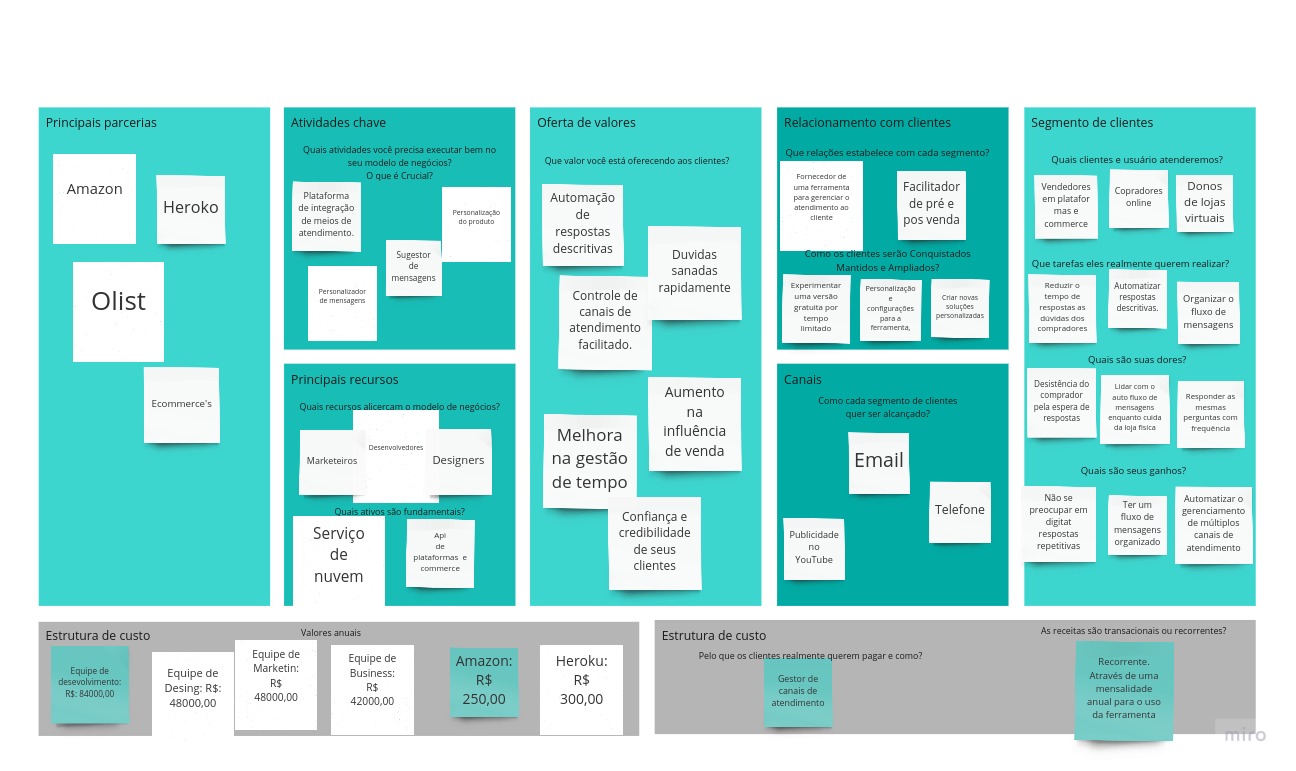 Principais parcerias
Amazon
Heroko
Olist
Ecommerce's
Atividades chave
Quais atividades você precisa executar bem no
seu modelo de negócios?
O que é Crucial?
Plataforma
de integração
de meios de
atendimento.
Personalização
do produto
Sugestor
de
mensagens
Personalizador
de mensagens
Principais recursos
Quais recursos alicerçam o modelo de negócios?
Marketeiros
Desenvolvedores
Designers
Quais ativos são fundamentais?
Serviço
de
nuvem
Api
de
plataformas e
commerce
Oferta de valores
Que valor você está oferecendo aos clientes?
Automação
de
respostas
descritivas
Duvidas
sanadas
rapidamente
Controle de
canais de
atendimento
facilitado.
Aumento
na
influência
de venda
Melhora
na gestão
de tempo
Confiança e
credibilidade
de seus
clientes
Relacionamento com clientes
Que relações estabelece com cada segmento?
Fornecedor de
uma ferramenta
para gerenciar o
atendimento ao
cliente
Facilitador
de pré e
pos venda
Como os clientes serão Conquistados
Mantidos e Ampliados?
Experimentar
uma versão
gratuita por
tempo
limitado
Personalização
e
configurações
para a
ferramenta,
Criar novas
soluções
personalizadas
Canais
Como cada segmento de clientes
quer ser alcançado?
Email
Telefone
Publicidade
no
YouTube
Segmento de clientes
Quais clientes e usuário atenderemos?
Vendedores
em platafor
mas e
commerce
Copradores
online
Donos
de lojas
virtuais
Que tarefas eles realmente querem realizar?
Reduzir o
tempo de
respostas as
dúvidas dos
compradores
Automatizar
respostas
descritivas.
Organizar o
fluxo de
mensagens
Quais são suas dores?
Desistência do
comprador
pela espera de
respostas
Lidar com o
auto fluxo de
mensagens
enquanto cuida
da loja física
Responder as
mesmas
perguntas com
frequência
Quais são seus ganhos?
Não se
preocupar em
digitat
respostas
repetitivas
Ter um
fluxo de
mensagens
organizado
Automatizar o
gerenciamento
de múltiplos
canais de
atendimento
Estrutura de custo
Valores anuais
Equipe de
desevolvimento:
R$: 84000,00
Equipe de
Desing: R$:
48000,00
Equipe de
Marketin:
R$
48000,00
Equipe de
Business:
R$
42000,00
Amazon:
R$
250,00
Heroku:
R$
300,00
Estrutura de custo
Pelo que os clientes realmente querem pagar e como?
Gestor de
canais de
atendimento
As receitas são transacionais ou recorrentes?
Recorrente.
Através de uma
mensalidade
anual para o uso
da ferramenta
miro